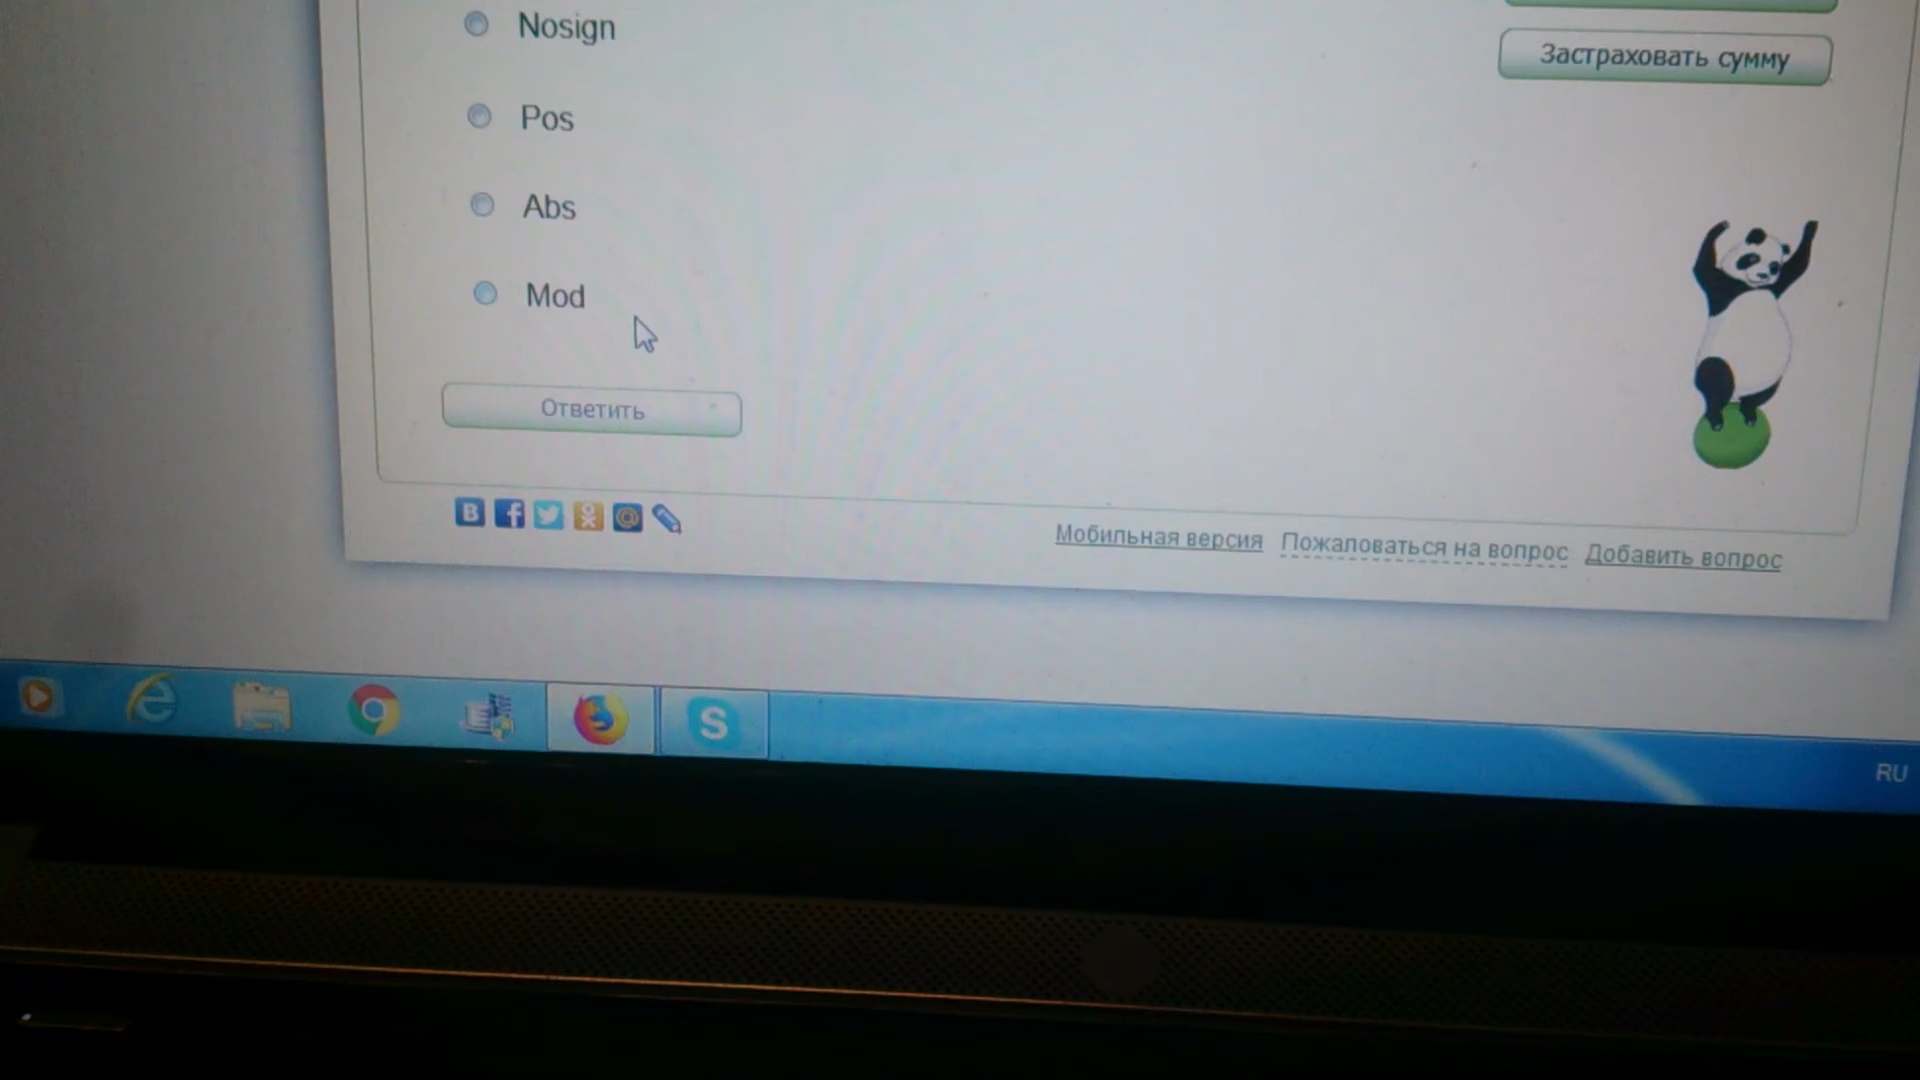 Nosign
Застраховать сумму
Pos
Abs
Mod
Ответить
Мобильная версия Пожаловаться на вопрос Добавить вопрос
RU